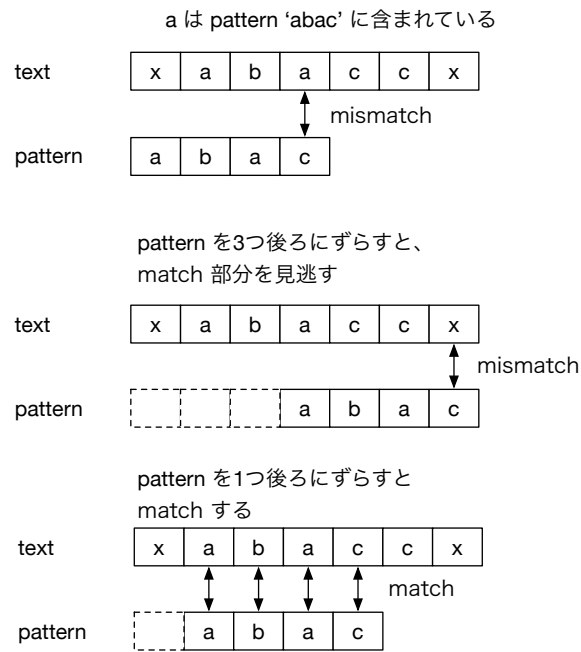 a は pattern ‘abac’ に含まれている
text x a b a c c x
mismatch
pattern a b a c
pattern を3つ後ろにずらすと、
match 部分を見逃す
text x a b a c c x
mismatch
pattern a b a c
pattern を1つ後ろにずらすと
match する
text x a b a c c x
match
pattern a b a c